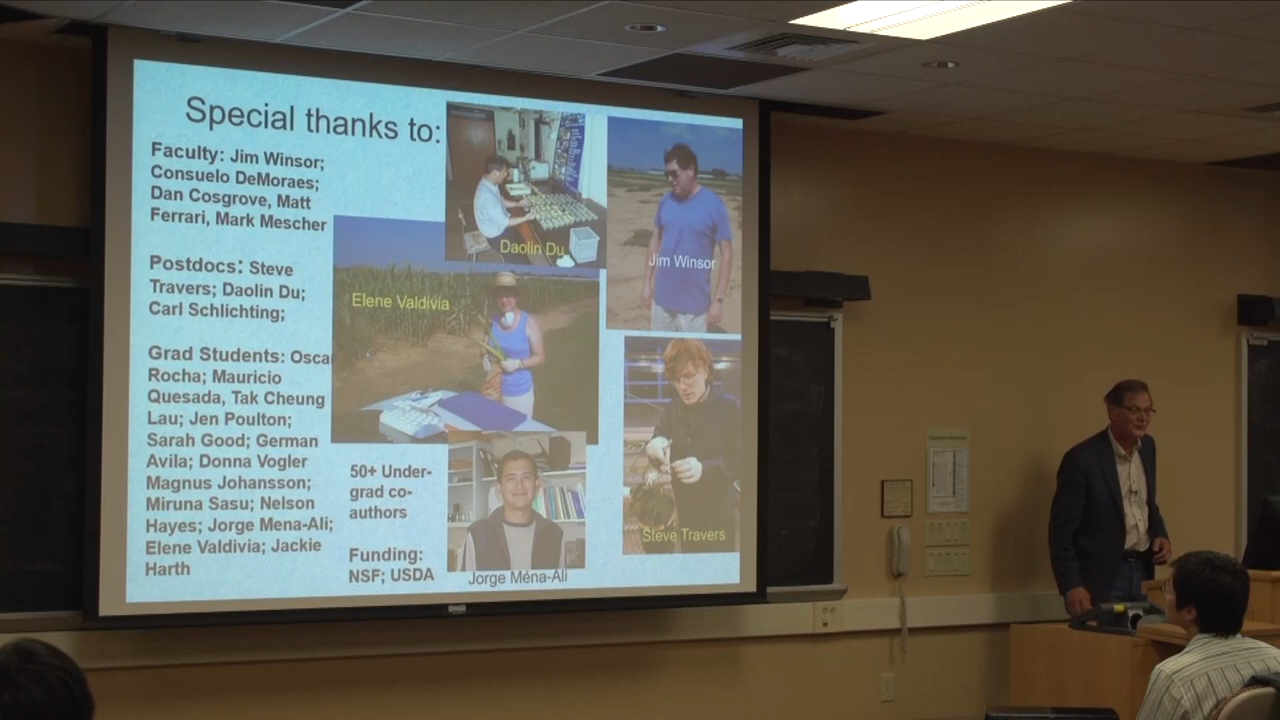 Special thanks to:
Faculty: Jim Winsor;
Consuelo DeMoraes;
Dan Cosgrove, Matt
Ferrari, Mark Mescher
Postdocs: Steve
Travers; Daolin Du;
Carl Schlichting;
Grad Students: Oscar
Rocha; Mauricio
Quesada, Tak Cheung
Lau; Jen Poulton;
Sarah Good; German
Avila; Donna Vogler
Magnus Johansson;
Miruna Sasu; Nelson
Hayes; Jorge Mena-Ali;
Elene Valdivia; Jackie
Harth
50+ Under-
grad co-
authors
Funding:
NSF; USDA
Daolin Du
Jim Winsor
Elene Valdivia
Steve Travers
Jorge Ména-Ali